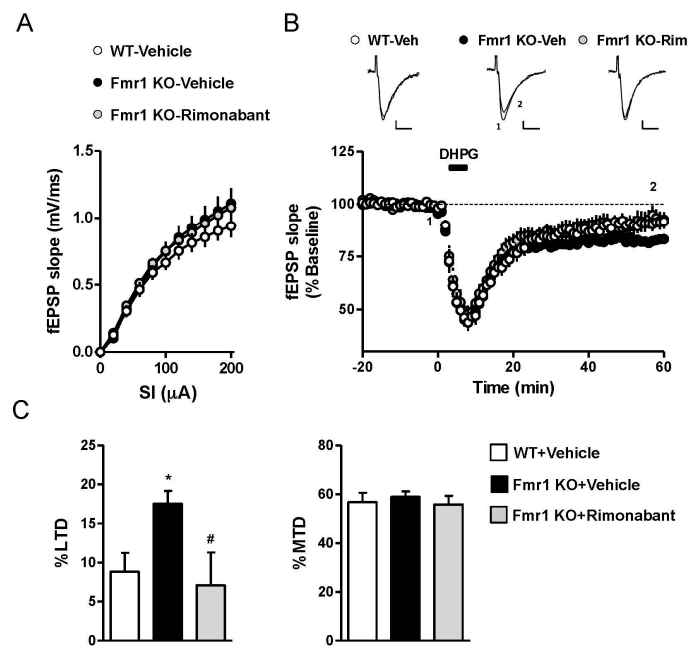 A
WT-Vehicle
Fmr1 KO-Vehicle
Fmr1 KO-Rimonabant
fEPSP slope (mV/ms)
1.5
1.0
0.5
0.0
0
100
200
SI (μA)
B
WT-Veh
Fmr1 KO-Veh
Fmr1 KO-Rim
2
1
DHPG
fEPSP slope
(% Baseline)
125
100
75
50
1
2
-20
0
20
40
60
Time (min)
C
%LTD
25
20
15
10
5
0
*
#
%MTD
80
60
40
20
0
WT+Vehicle
Fmr1 KO+Vehicle
Fmr1 KO+Rimonabant